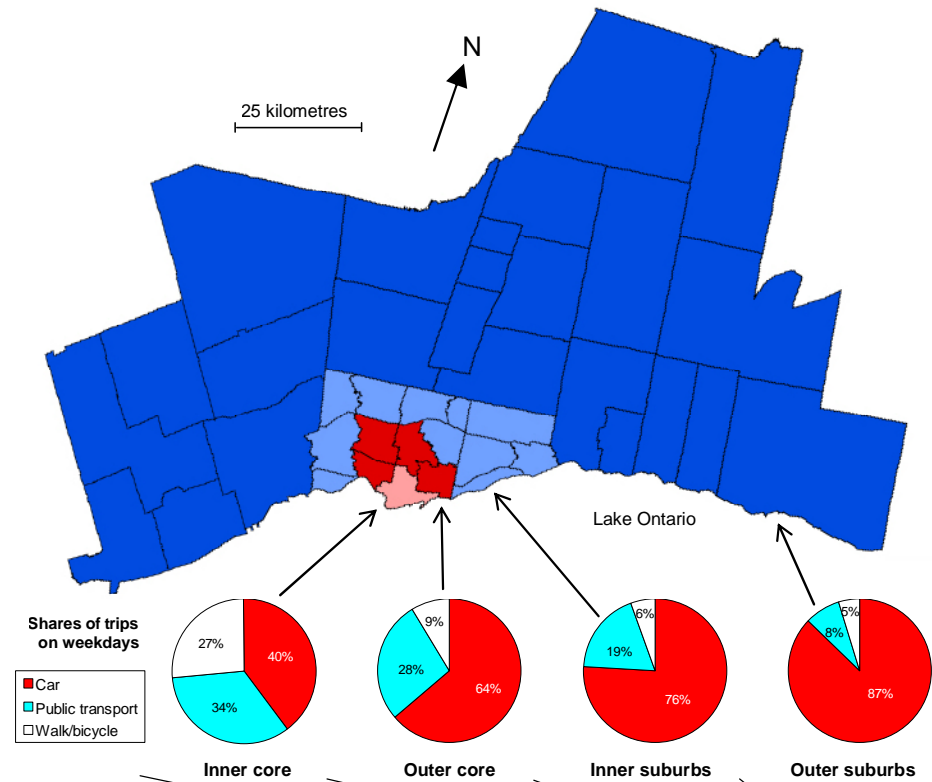 N
25 kilometres
Lake Ontario
Shares of trips
on weekdays
Car
Public transport
Walk/bicycle
27%
40%
34%
9%
28%
64%
6%
19%
76%
5%
8%
87%
Inner core
Outer core
Inner suburbs
Outer suburbs